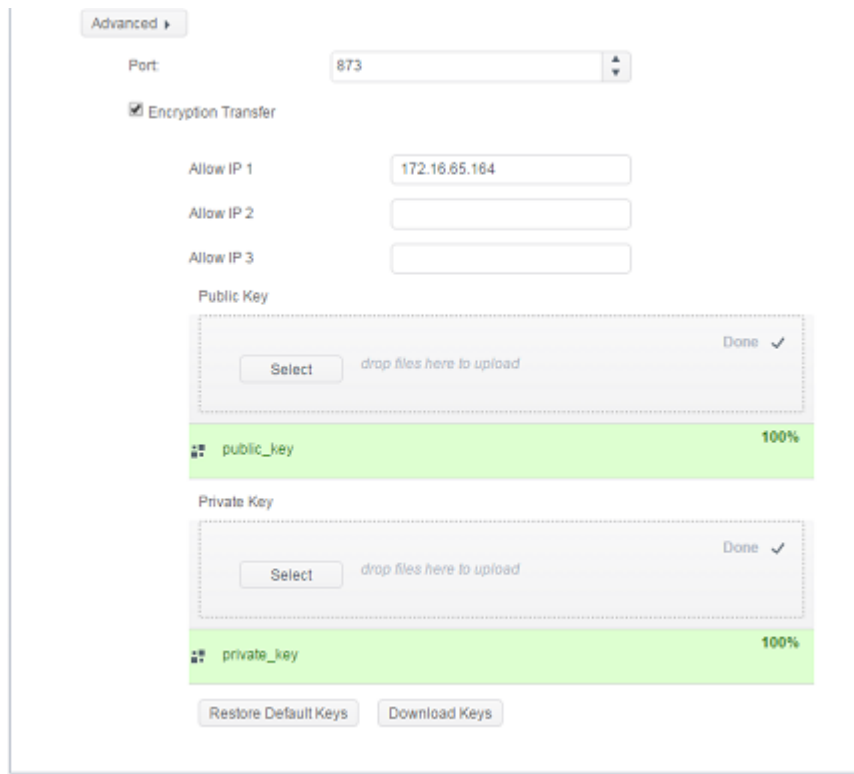 Advanced
Port: 873
Encryption Transfer
Allow IP 1 172.16.65.164
Allow IP 2
Allow IP 3
Public Key
Done
Select drop files here to upload
100%
public_key
Private Key
Done
Select drop files here to upload
100%
private_key
Restore Default Keys Download Keys